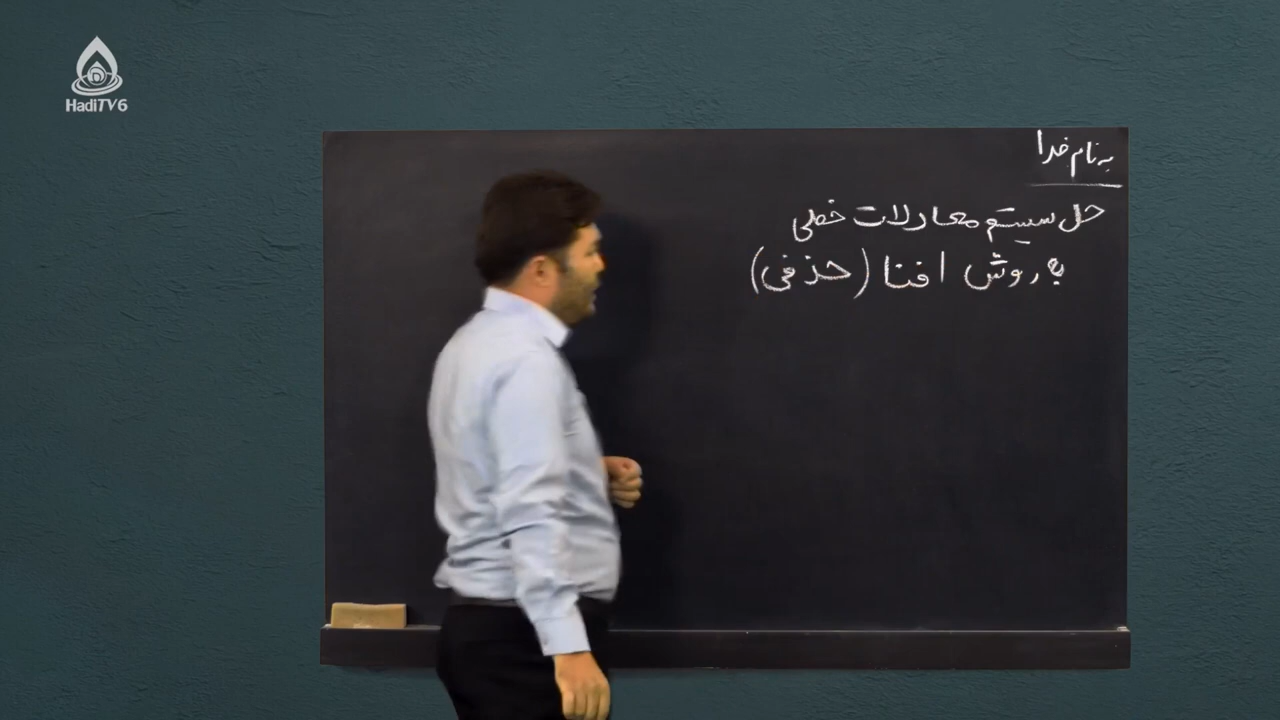 HadiTV6
به نام خدا
حل سیستم معادلات خطی
به روش افنا (حذفی)